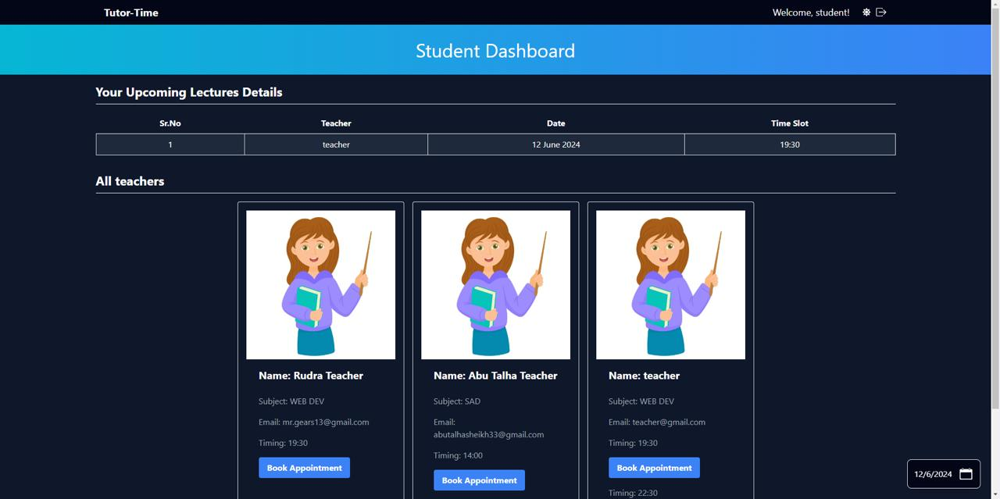 Tutor-Time
Welcome, student!
Student Dashboard
Your Upcoming Lectures Details
Sr.No Teacher Date Time Slot
1 teacher 12 June 2024 19:30
All teachers
Name: Rudra Teacher
Subject: WEB DEV
Email: mr.gears13@gmail.com
Timing: 19:30
Book Appointment
Name: Abu Talha Teacher
Subject: SAD
Email:
abutalhasheikh33@gmail.com
Timing: 14:00
Book Appointment
Name: teacher
Subject: WEB DEV
Email: teacher@gmail.com
Timing: 19:30
Book Appointment
Timing: 22:30
12/6/2024